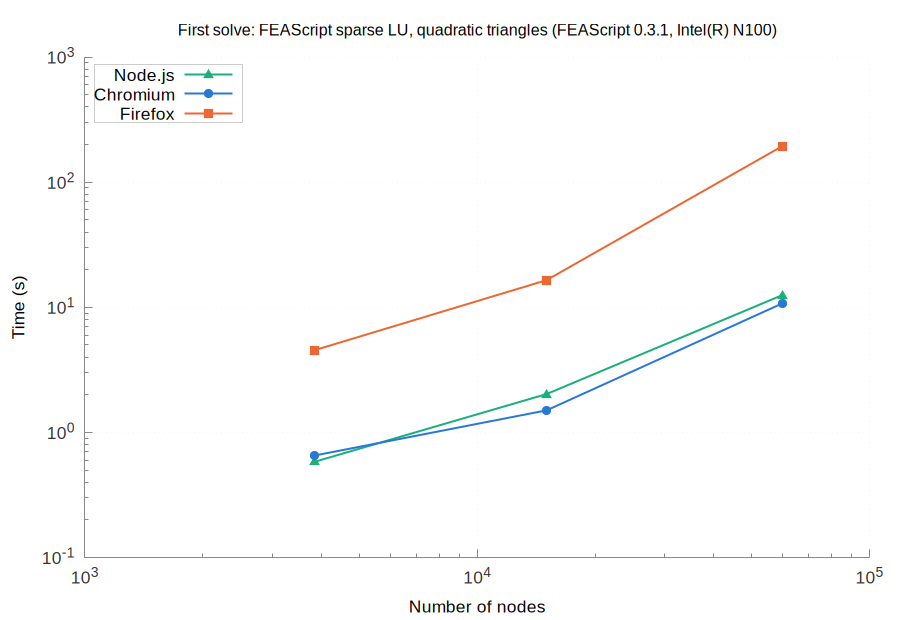 First solve: FEAScript sparse LU, quadratic triangles (FEAScript 0.3.1, Intel(R) N100)
10³
Node.js
Chromium
Firefox
10²
10¹
10⁰
10⁻¹
Time (s)
10³ 10⁴ 10⁵
Number of nodes